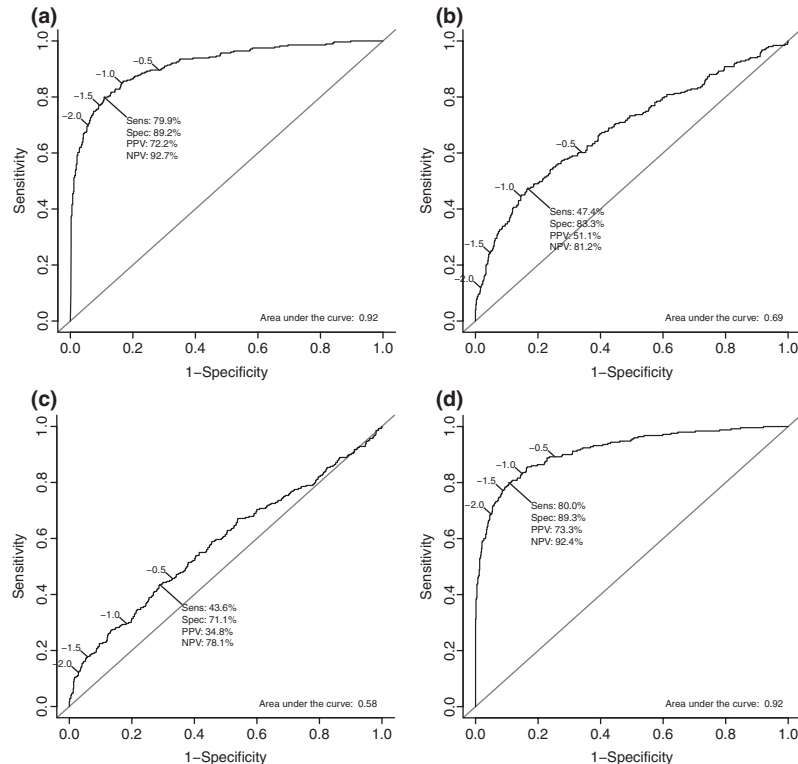 (a)
1.0
0.8
0.6
0.4
0.2
0.0
Sensitivity
−0.5
−1.0
−1.5
−2.0
Sens: 79.9%
Spec: 89.2%
PPV: 72.2%
NPV: 92.7%
Area under the curve: 0.92
0.0 0.2 0.4 0.6 0.8 1.0
1−Specificity
(b)
1.0
0.8
0.6
0.4
0.2
0.0
Sensitivity
−0.5
−1.0
−1.5
−2.0
Sens: 47.4%
Spec: 83.3%
PPV: 51.1%
NPV: 81.2%
Area under the curve: 0.69
0.0 0.2 0.4 0.6 0.8 1.0
1−Specificity
(c)
1.0
0.8
0.6
0.4
0.2
0.0
Sensitivity
−0.5
−1.0
−1.5
−2.0
Sens: 43.6%
Spec: 71.1%
PPV: 34.8%
NPV: 78.1%
Area under the curve: 0.58
0.0 0.2 0.4 0.6 0.8 1.0
1−Specificity
(d)
1.0
0.8
0.6
0.4
0.2
0.0
Sensitivity
−0.5
−1.0
−1.5
−2.0
Sens: 80.0%
Spec: 89.3%
PPV: 73.3%
NPV: 92.4%
Area under the curve: 0.92
0.0 0.2 0.4 0.6 0.8 1.0
1−Specificity